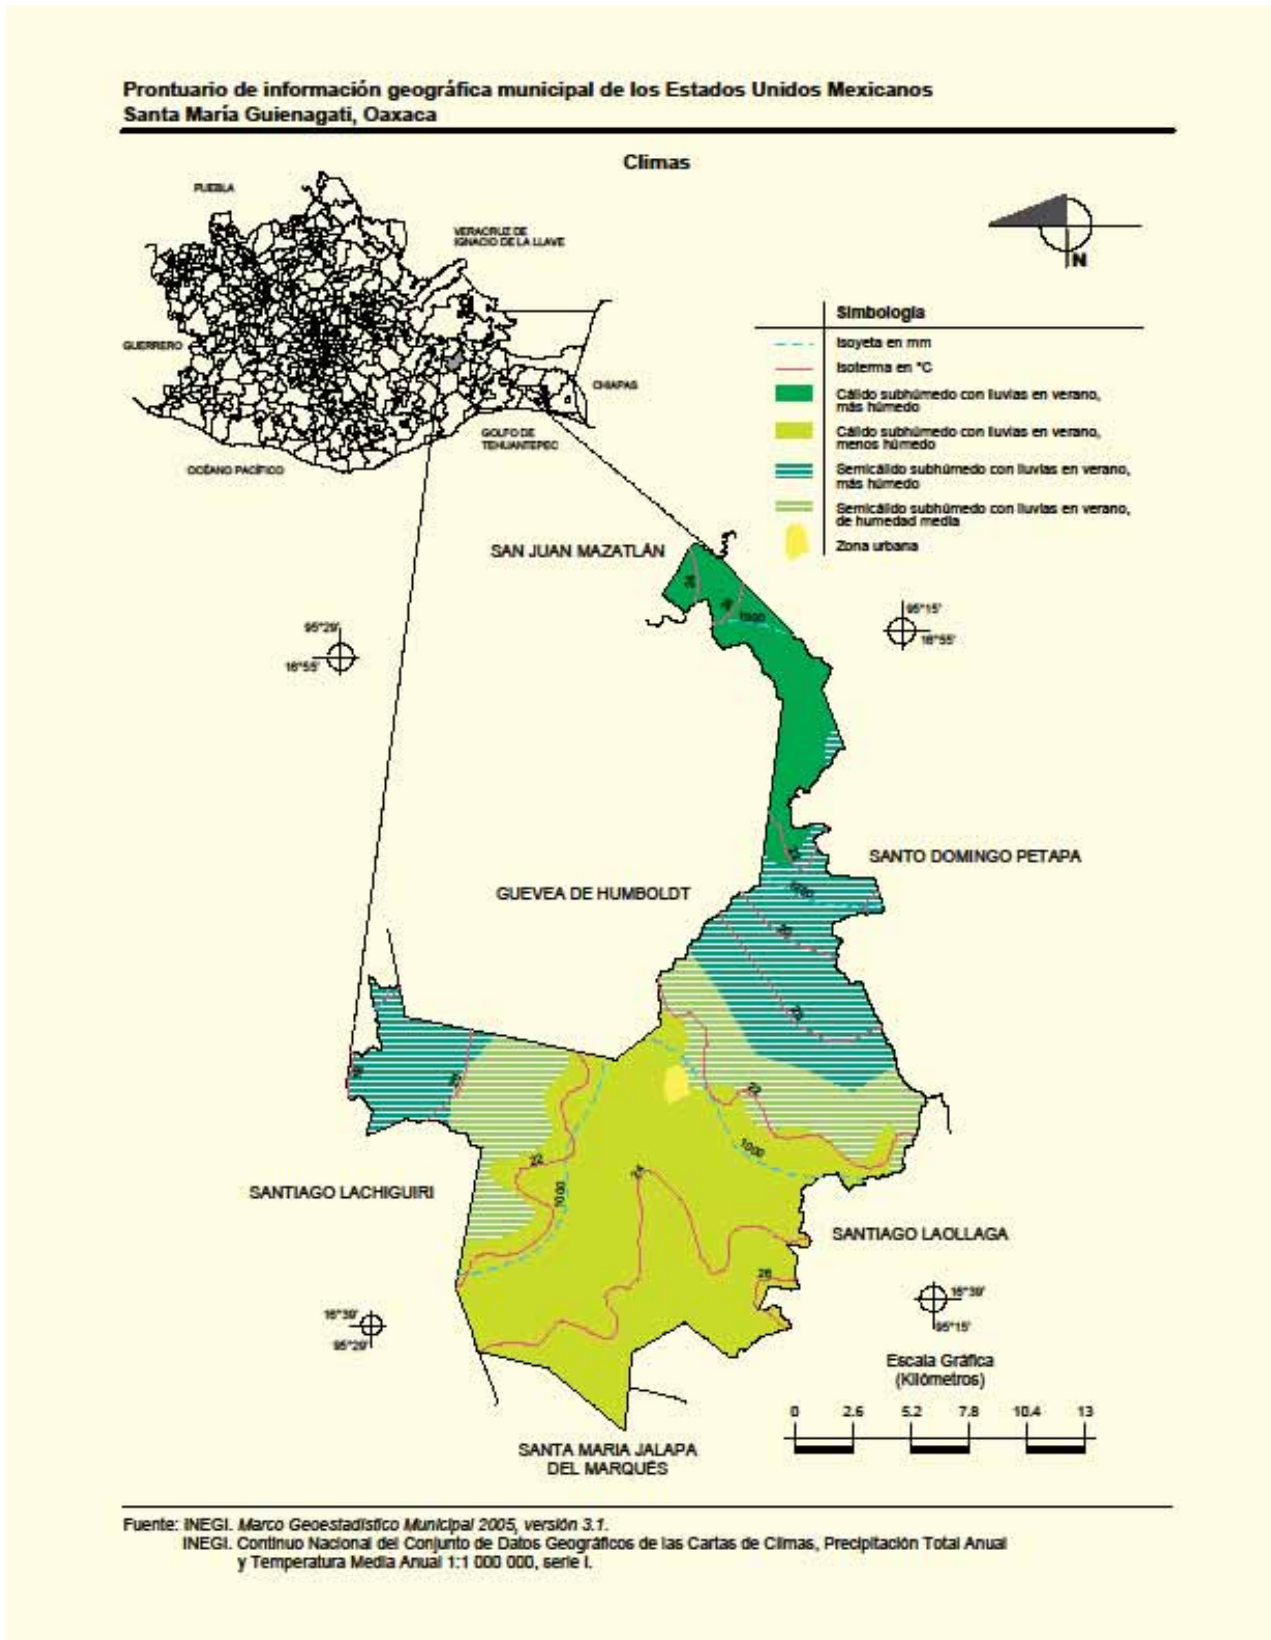 Prontuario de información geográfica municipal de los Estados Unidos Mexicanos
Santa María Guienagati, Oaxaca
Climas
PUEBLA
VERACRUZ DE
IGNACIO DE LA LLAVE
GUERRERO
CHIAPAS
GOLFO DE
TEHUANTEPEC
OCÉANO PACÍFICO
N
Simbología
Isoyeta en mm
Isoterma en °C
Cálido subhúmedo con lluvias en verano,
más húmedo
Cálido subhúmedo con lluvias en verano,
menos húmedo
Semicálido subhúmedo con lluvias en verano,
más húmedo
Semicálido subhúmedo con lluvias en verano,
de humedad media
Zona urbana
SAN JUAN MAZATLÁN
95°29'
16°55'
95°15'
16°55'
SANTO DOMINGO PETAPA
GUEVEA DE HUMBOLDT
1200
20
20
22
22
1000
1000
24
26
SANTIAGO LACHIGUIRI
SANTIAGO LAOLLAGA
16°39'
95°29'
16°39'
95°15'
Escala Gráfica
(Kilómetros)
0 2.6 5.2 7.8 10.4 13
SANTA MARIA JALAPA
DEL MARQUÉS
Fuente: INEGI. Marco Geoestadístico Municipal 2005, versión 3.1.
INEGI. Continuo Nacional del Conjunto de Datos Geográficos de las Cartas de Climas, Precipitación Total Anual
y Temperatura Media Anual 1:1 000 000, serie I.